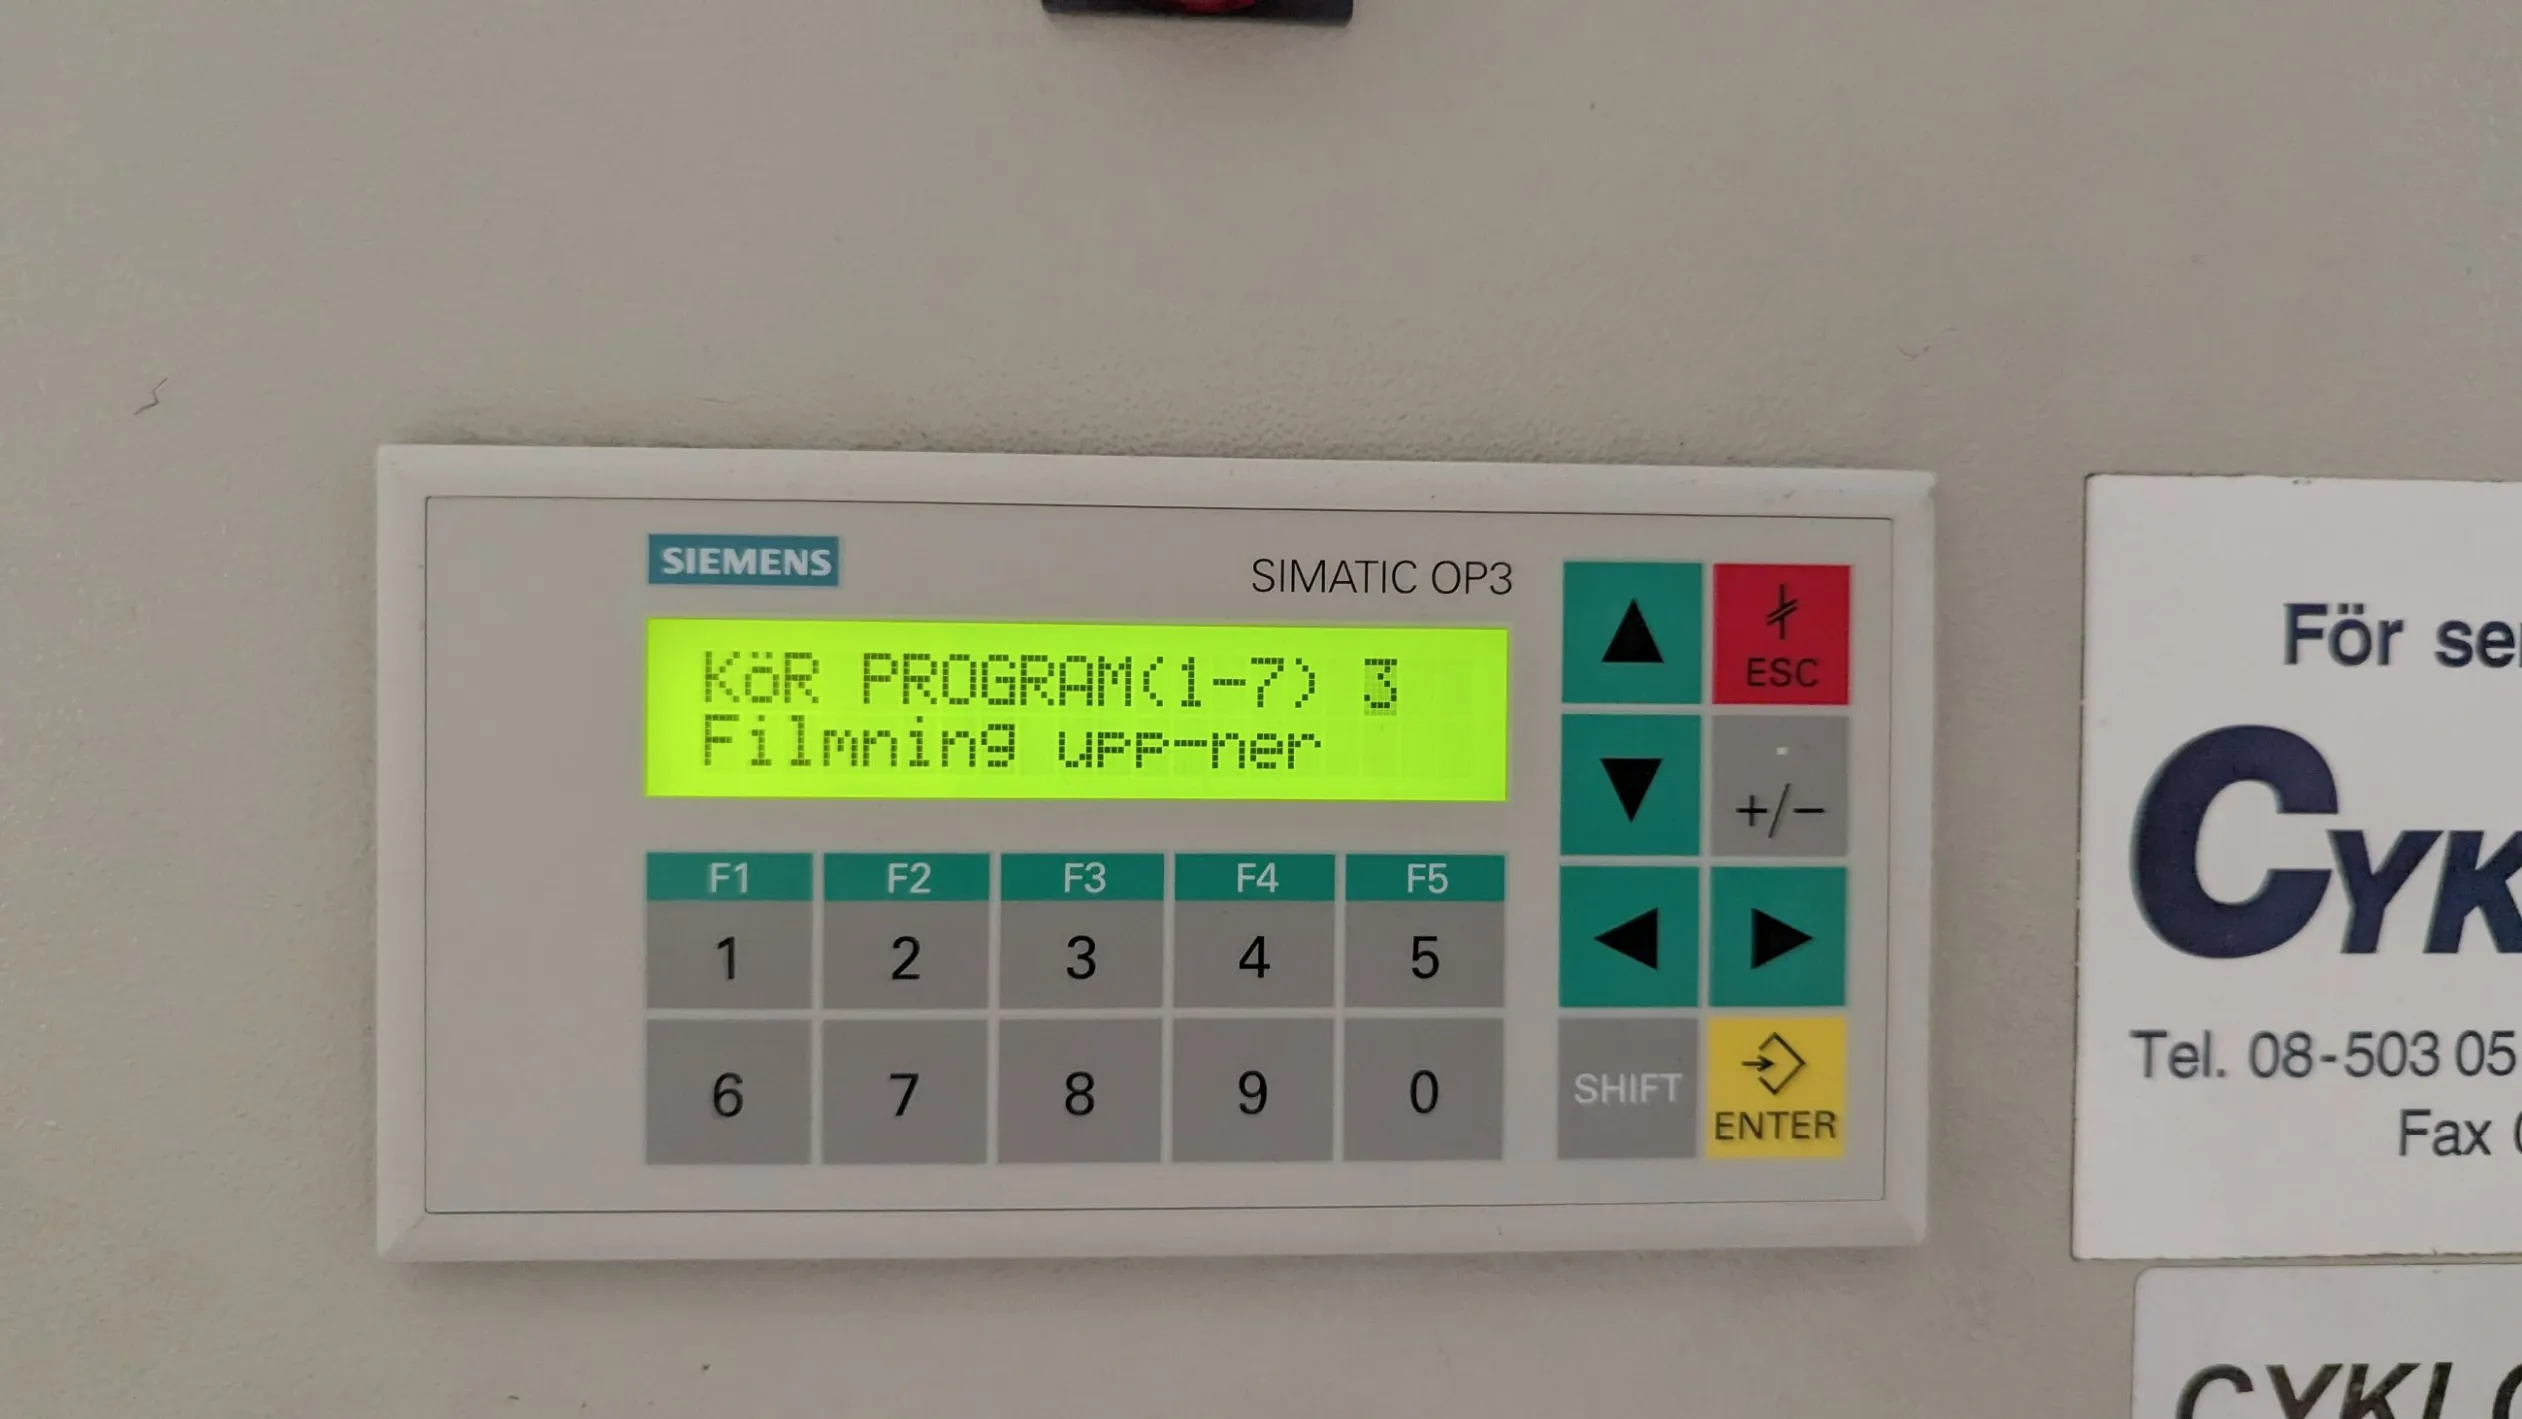 SIEMENS
SIMATIC OP3
KöR PROGRAM(1-7) 3
Filmning upp-ner
ESC
+/-
F1 F2 F3 F4 F5
1 2 3 4 5
6 7 8 9 0
SHIFT
ENTER
För
Tel. 08-503 05
Fax